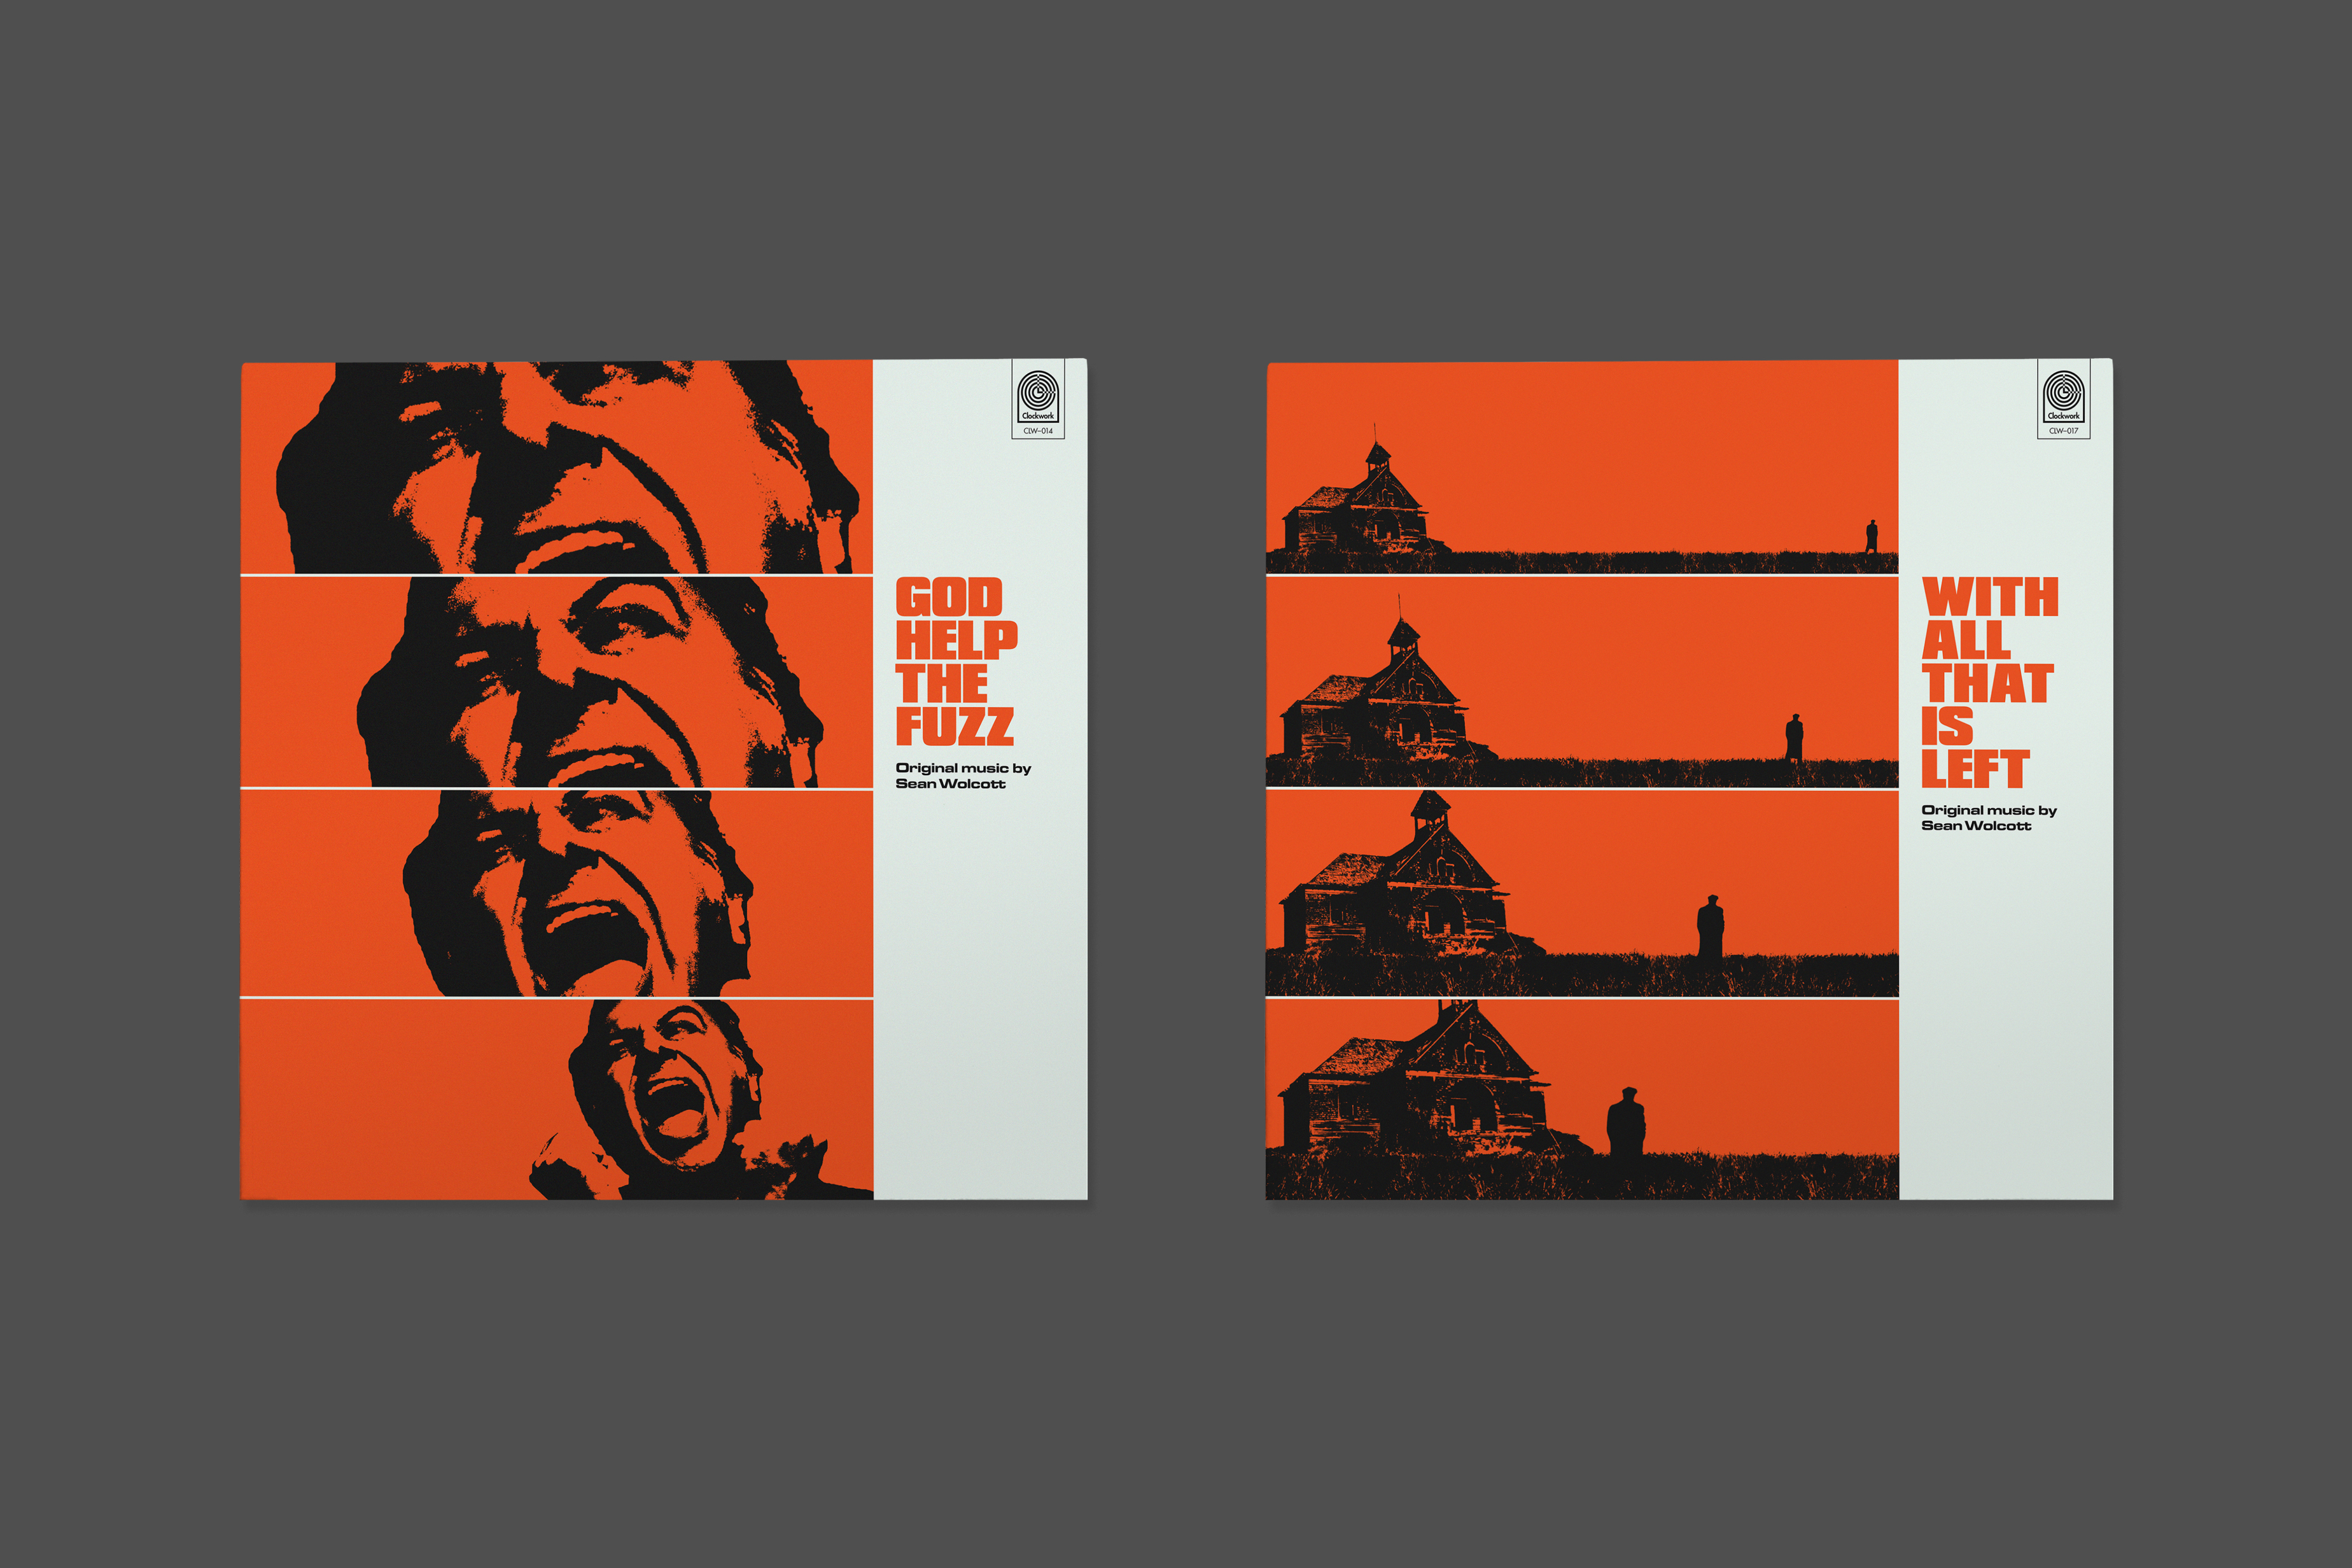 Clockwork
CLW–014
GOD
HELP
THE
FUZZ
Original music by
Sean Wolcott
Clockwork
CLW–017
WITH
ALL
THAT
IS
LEFT
Original music by
Sean Wolcott